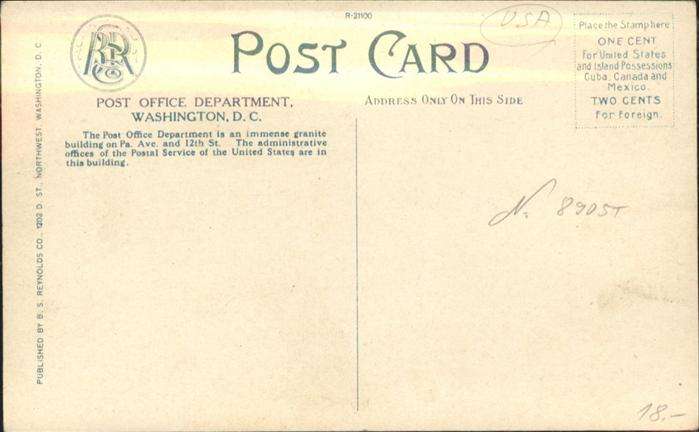 R-21100
USA
POST CARD
Place the Stamp here
ONE CENT
For United States
and Island Possessions
Cuba, Canada and
Mexico.
TWO CENTS
For Foreign.
POST OFFICE DEPARTMENT,
WASHINGTON, D. C.
ADDRESS ONLY ON THIS SIDE
The Post Office Department is an immense granite
building on Pa. Ave. and 12th St. The administrative
offices of the Postal Service of the United States are in
this building.
PUBLISHED BY B. S. REYNOLDS CO., 1202 D. ST. NORTHWEST, WASHINGTON, D. C.
8905T
18.-